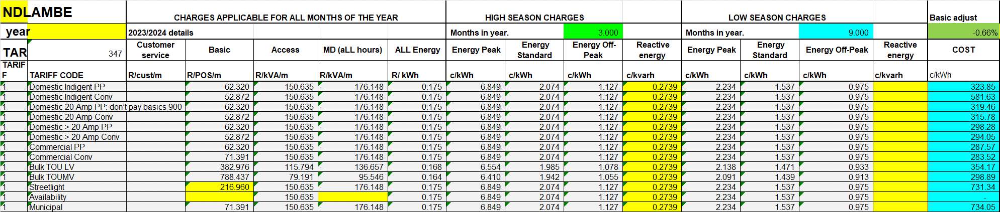 NDLAMBE CHARGES APPLICABLE FOR ALL MONTHS OF THE YEAR HIGH SEASON CHARGES LOW SEASON CHARGES Basic adjust
year 2023/2024 details Months in year. 3.000 Months in year. 9.000 -0.66%
TAR 347 Customer service Basic Access MD (aLL hours) ALL Energy Energy Peak Energy Standard Energy Off-Peak Reactive energy Energy Peak Energy Standard Energy Off-Peak Reactive energy COST
TARIF F TARIFF CODE R/cust/m R/POS/m R/kVA/m R/kVA/m R/ kWh c/kWh c/kWh c/kWh c/kvarh c/kWh c/kWh c/kWh c/kvarh c/kWh
1 Domestic Indigent PP 62.320 150.635 176.148 0.175 6.849 2.074 1.127 0.2739 2.234 1.537 0.975 323.85
1 Domestic Indigent Conv 52.872 150.635 176.148 0.175 6.849 2.074 1.127 0.2739 2.234 1.537 0.975 581.63
1 Domestic 20 Amp PP: don't pay basics 900 62.320 150.635 176.148 0.175 6.849 2.074 1.127 0.2739 2.234 1.537 0.975 319.46
1 Domestic 20 Amp Conv 52.872 150.635 176.148 0.175 6.849 2.074 1.127 0.2739 2.234 1.537 0.975 315.78
1 Domestic > 20 Amp PP 62.320 150.635 176.148 0.175 6.849 2.074 1.127 0.2739 2.234 1.537 0.975 298.28
1 Domestic > 20 Amp Conv 52.872 150.635 176.148 0.175 6.849 2.074 1.127 0.2739 2.234 1.537 0.975 294.05
1 Commercial PP 62.320 150.635 176.148 0.175 6.849 2.074 1.127 0.2739 2.234 1.537 0.975 287.57
1 Commercial Conv 71.391 150.635 176.148 0.175 6.849 2.074 1.127 0.2739 2.234 1.537 0.975 283.52
1 Bulk TOU LV 382.976 115.794 136.657 0.168 6.554 1.985 1.078 0.2739 2.138 1.471 0.933 354.17
1 Bulk TOUMV 788.437 79.191 95.546 0.164 6.410 1.942 1.055 0.2739 2.091 1.439 0.913 298.89
1 Streetlight 216.960 150.635 176.148 0.175 6.849 2.074 1.127 0.2739 2.234 1.537 0.975 731.34
1 Availability 150.635 0.175 6.849 2.074 1.127 0.2739 2.234 1.537 0.975 -
1 Municipal 71.391 150.635 176.148 0.175 6.849 2.074 1.127 0.2739 2.234 1.537 0.975 734.05